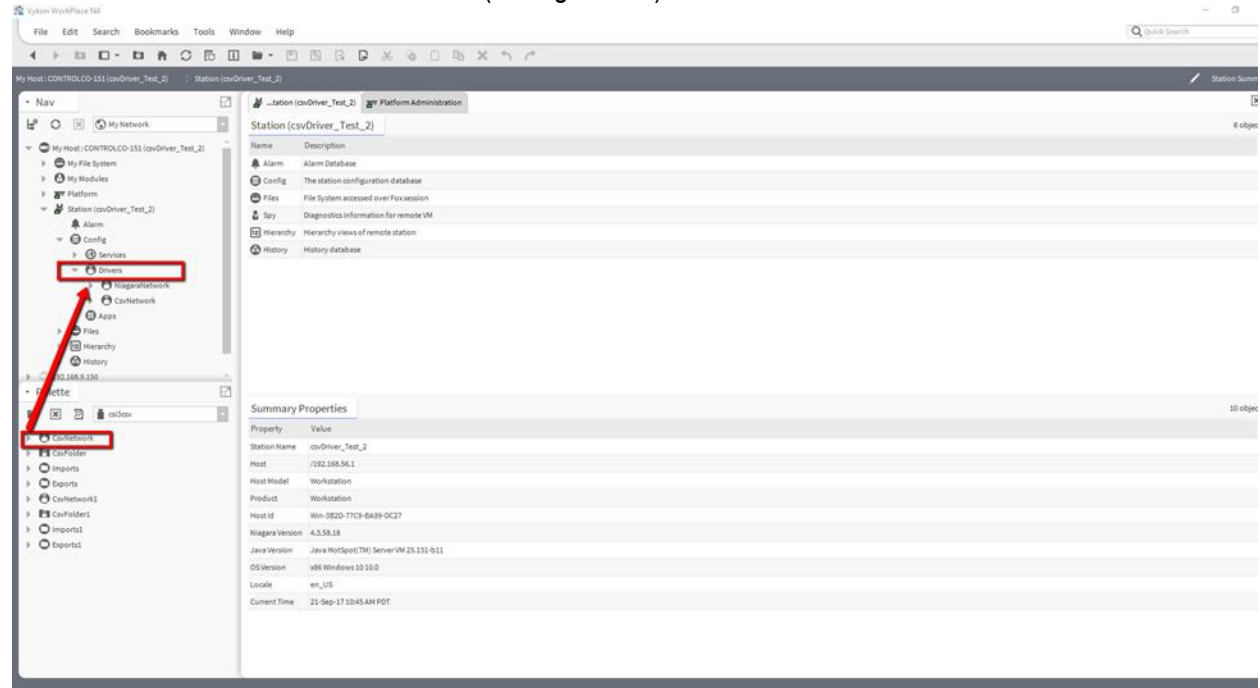 Vykon WorkPlace N4
File Edit Search Bookmarks Tools Window Help
Quick Search
My Host : CONTROLCO-151 (csvDriver_Test_2) : Station (csvDriver_Test_2)
Station Summ
Nav
My Network
My Host : CONTROLCO-151 (csvDriver_Test_2)
My File System
My Modules
Platform
Station (csvDriver_Test_2)
Alarm
Config
Services
Drivers
NiagaraNetwork
CsvNetwork
Apps
Files
Hierarchy
History
Palette
csi3csv
CsvNetwork
CsvFolder
Imports
Exports
CsvNetwork1
CsvFolder1
Imports1
Exports1
...tation (csvDriver_Test_2) Platform Administration
Station (csvDriver_Test_2) 6 objec
Name Description
Alarm Alarm Database
Config The station configuration database
Files File System accessed over Fox session
Spy Diagnostics information for remote VM
Hierarchy Hierarchy views of remote station
History History database
Summary Properties 10 objec
Property Value
Station Name csvDriver_Test_2
Host /192.168.56.1
Host Model Workstation
Product Workstation
Host Id Win-3B2D-77C9-BA99-DC27
Niagara Version 4.3.58.18
Java Version Java HotSpot(TM) Server VM 25.131-b11
OS Version x86 Windows 10 10.0
Locale en_US
Current Time 21-Sep-17 10:45 AM PDT